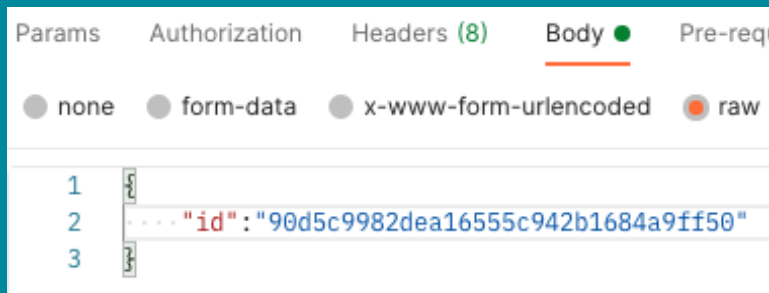 Params Authorization Headers (8) Body Pre-requ
none form-data x-www-form-urlencoded raw
1 {
2 "id":"90d5c9982dea16555c942b1684a9ff50"
3 }